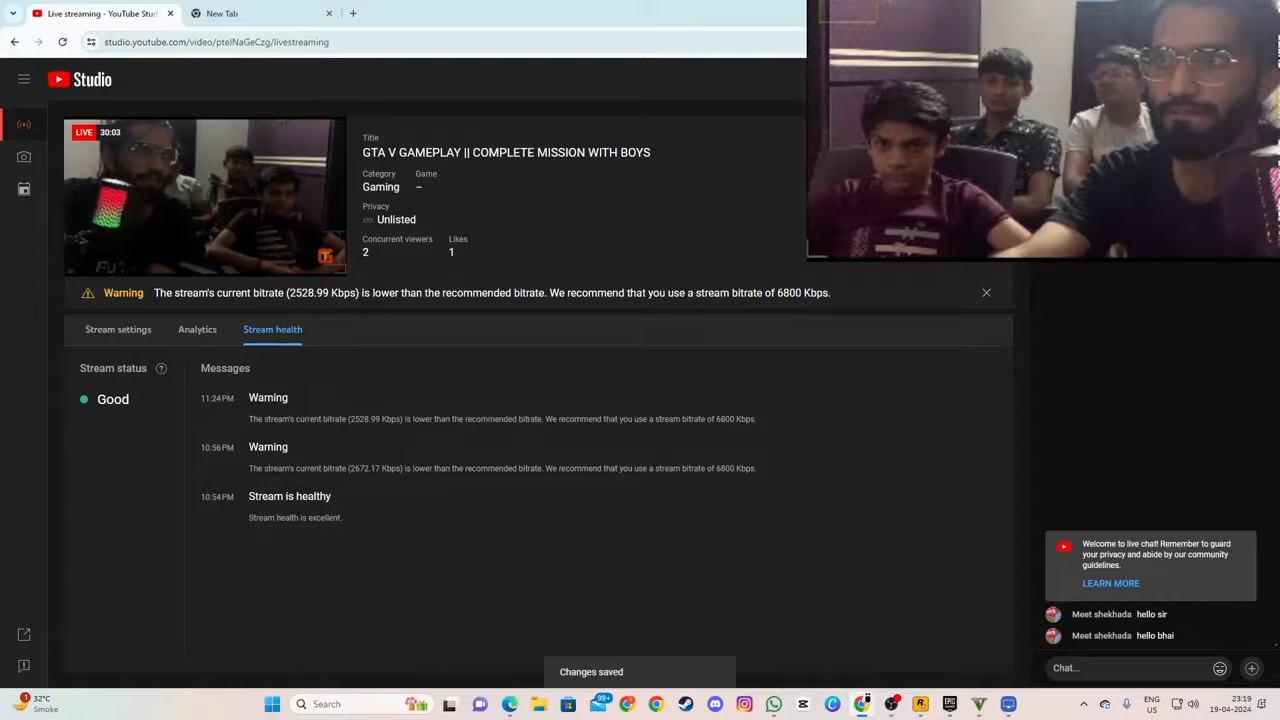 Live streaming - YouTube Stud
New Tab
studio.youtube.com/video/pteINaGeCzg/livestreaming
Studio
LIVE 30:03
Title
GTA V GAMEPLAY || COMPLETE MISSION WITH BOYS
Category Game
Gaming –
Privacy
Unlisted
Concurrent viewers Likes
2 1
Warning The stream's current bitrate (2528.99 Kbps) is lower than the recommended bitrate. We recommend that you use a stream bitrate of 6800 Kbps.
Stream settings Analytics Stream health
Stream status Messages
Good
11:24 PM Warning
The stream's current bitrate (2528.99 Kbps) is lower than the recommended bitrate. We recommend that you use a stream bitrate of 6800 Kbps.
10:56 PM Warning
The stream's current bitrate (2672.17 Kbps) is lower than the recommended bitrate. We recommend that you use a stream bitrate of 6800 Kbps.
10:54 PM Stream is healthy
Stream health is excellent.
Welcome to live chat! Remember to guard
your privacy and abide by our community
guidelines.
LEARN MORE
Meet shekhada hello sir
Meet shekhada hello bhai
Chat...
Changes saved
1
32°C
Smoke
Search
99+
EPIC
ENG
US
23:19
19-04-2024